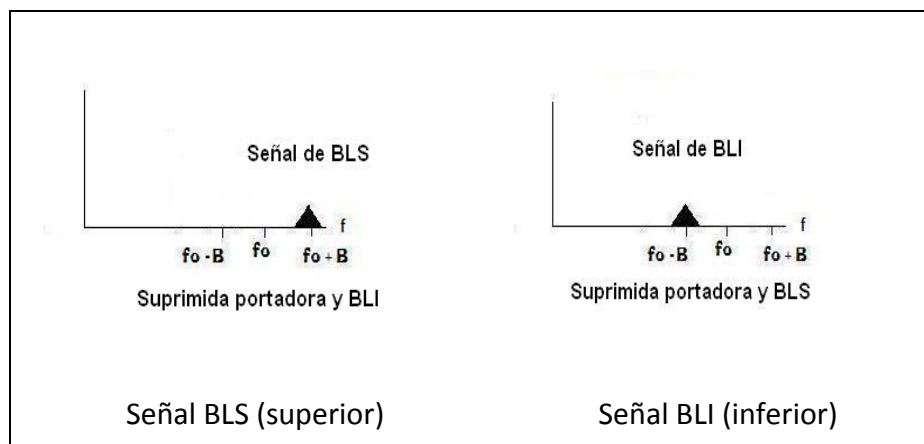 Señal de BLS
f
fo -B
fo
fo + B
Suprimida portadora y BLI
Señal BLS (superior)
Señal de BLI
f
fo -B
fo
fo + B
Suprimida portadora y BLS
Señal BLI (inferior)